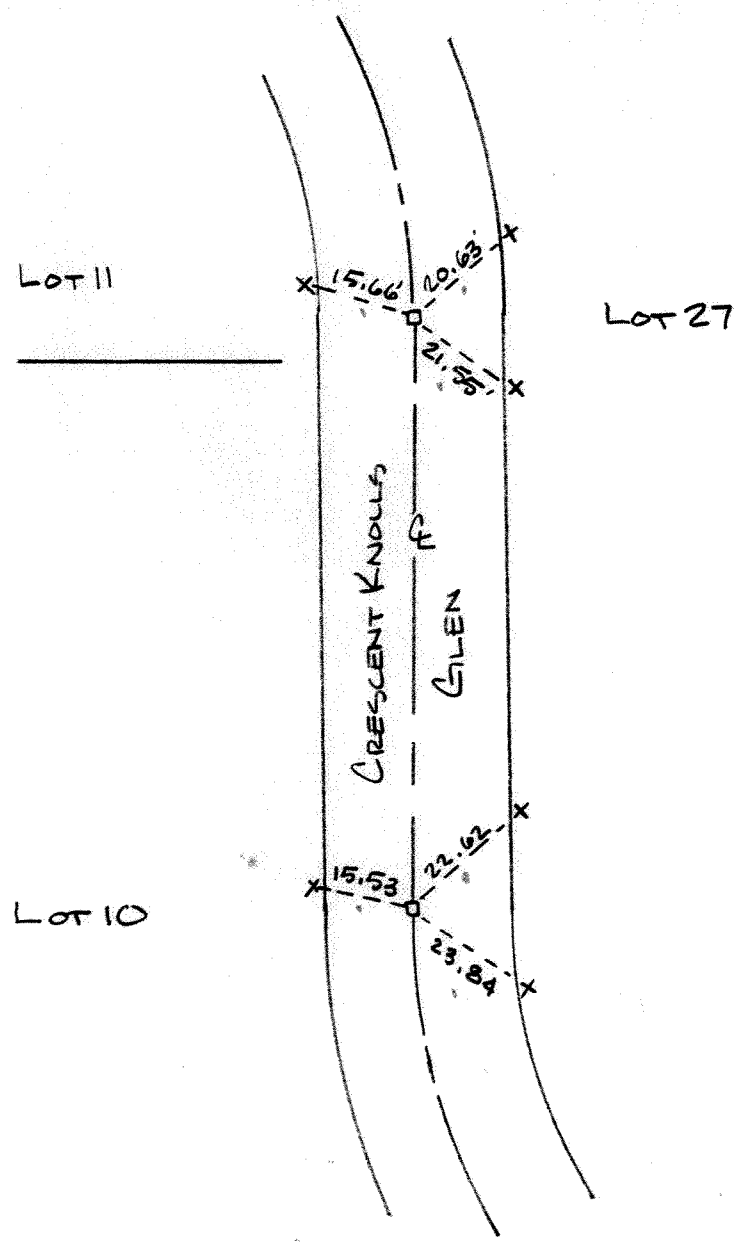 LOT 11
15.66'
20.63'
21.55'
LOT 27
CRESCENT KNOLLS
℄
GLEN
LOT 10
15.53
22.62
23.84